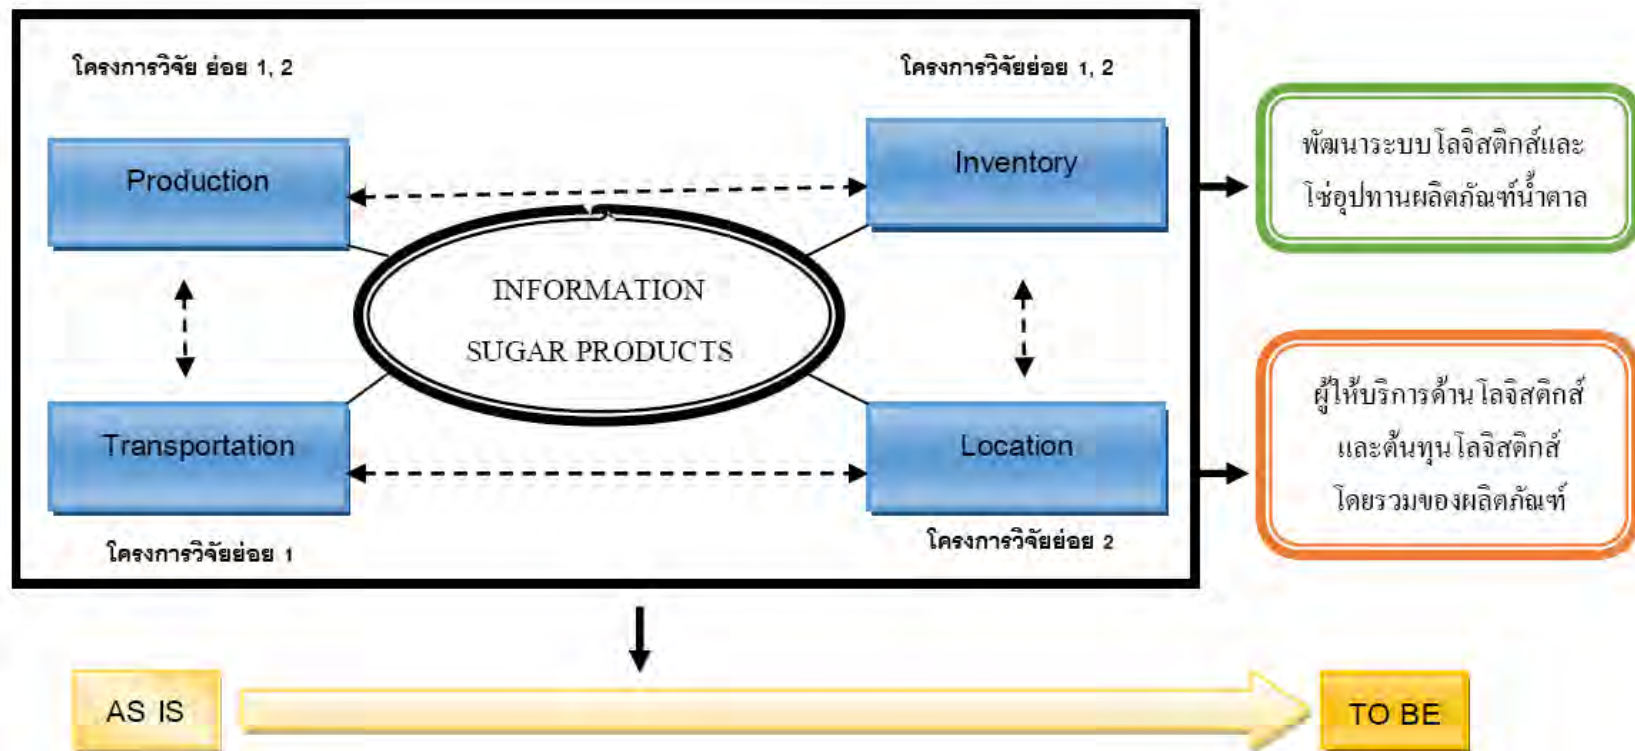 โครงการวิจัย ย่อย 1, 2
โครงการวิจัยย่อย 1, 2
Production
Inventory
พัฒนาระบบโลจิสติกส์และ
โซ่อุปทานผลิตภัณฑ์น้ำตาล
INFORMATION
SUGAR PRODUCTS
Transportation
Location
ผู้ให้บริการด้านโลจิสติกส์
และต้นทุนโลจิสติกส์
โดยรวมของผลิตภัณฑ์
โครงการวิจัยย่อย 1
โครงการวิจัยย่อย 2
AS IS
TO BE